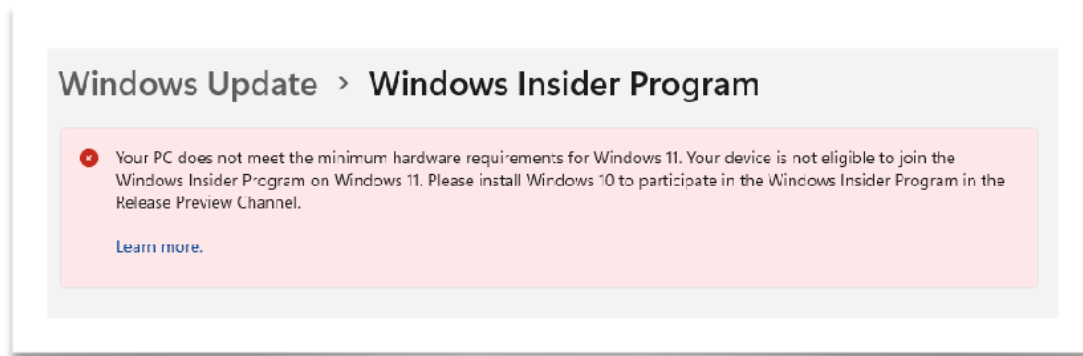 Windows Update > Windows Insider Program
Your PC does not meet the minimum hardware requirements for Windows 11. Your device is not eligible to join the
Windows Insider Program on Windows 11. Please install Windows 10 to participate in the Windows Insider Program in the
Release Preview Channel.
Learn more.